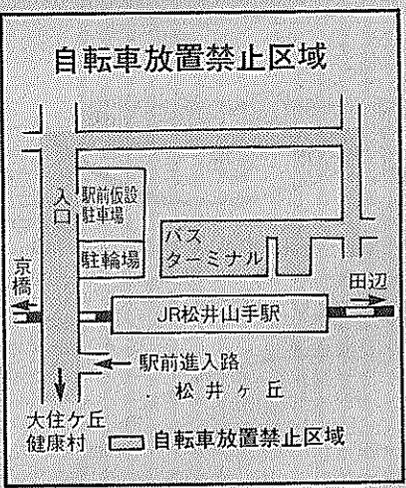 自転車放置禁止区域
入口
駅前仮設
駐車場
駐輪場
バス
ターミナル
京橋
田辺
JR松井山手駅
駅前進入路
松井ヶ丘
大住ケ丘
健康村
自転車放置禁止区域